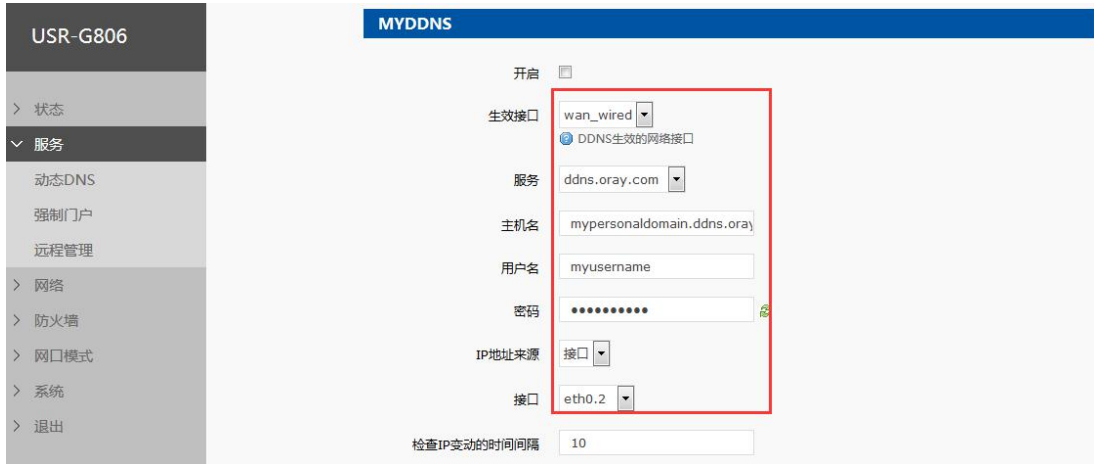 USR-G806
状态
服务
动态DNS
强制门户
远程管理
网络
防火墙
网口模式
系统
退出
MYDDNS
开启
生效接口 wan_wired
DDNS生效的网络接口
服务 ddns.oray.com
主机名 mypersonaldomain.ddns.oray
用户名 myusername
密码 ••••••••••
IP地址来源 接口
接口 eth0.2
检查IP变动的时间间隔 10